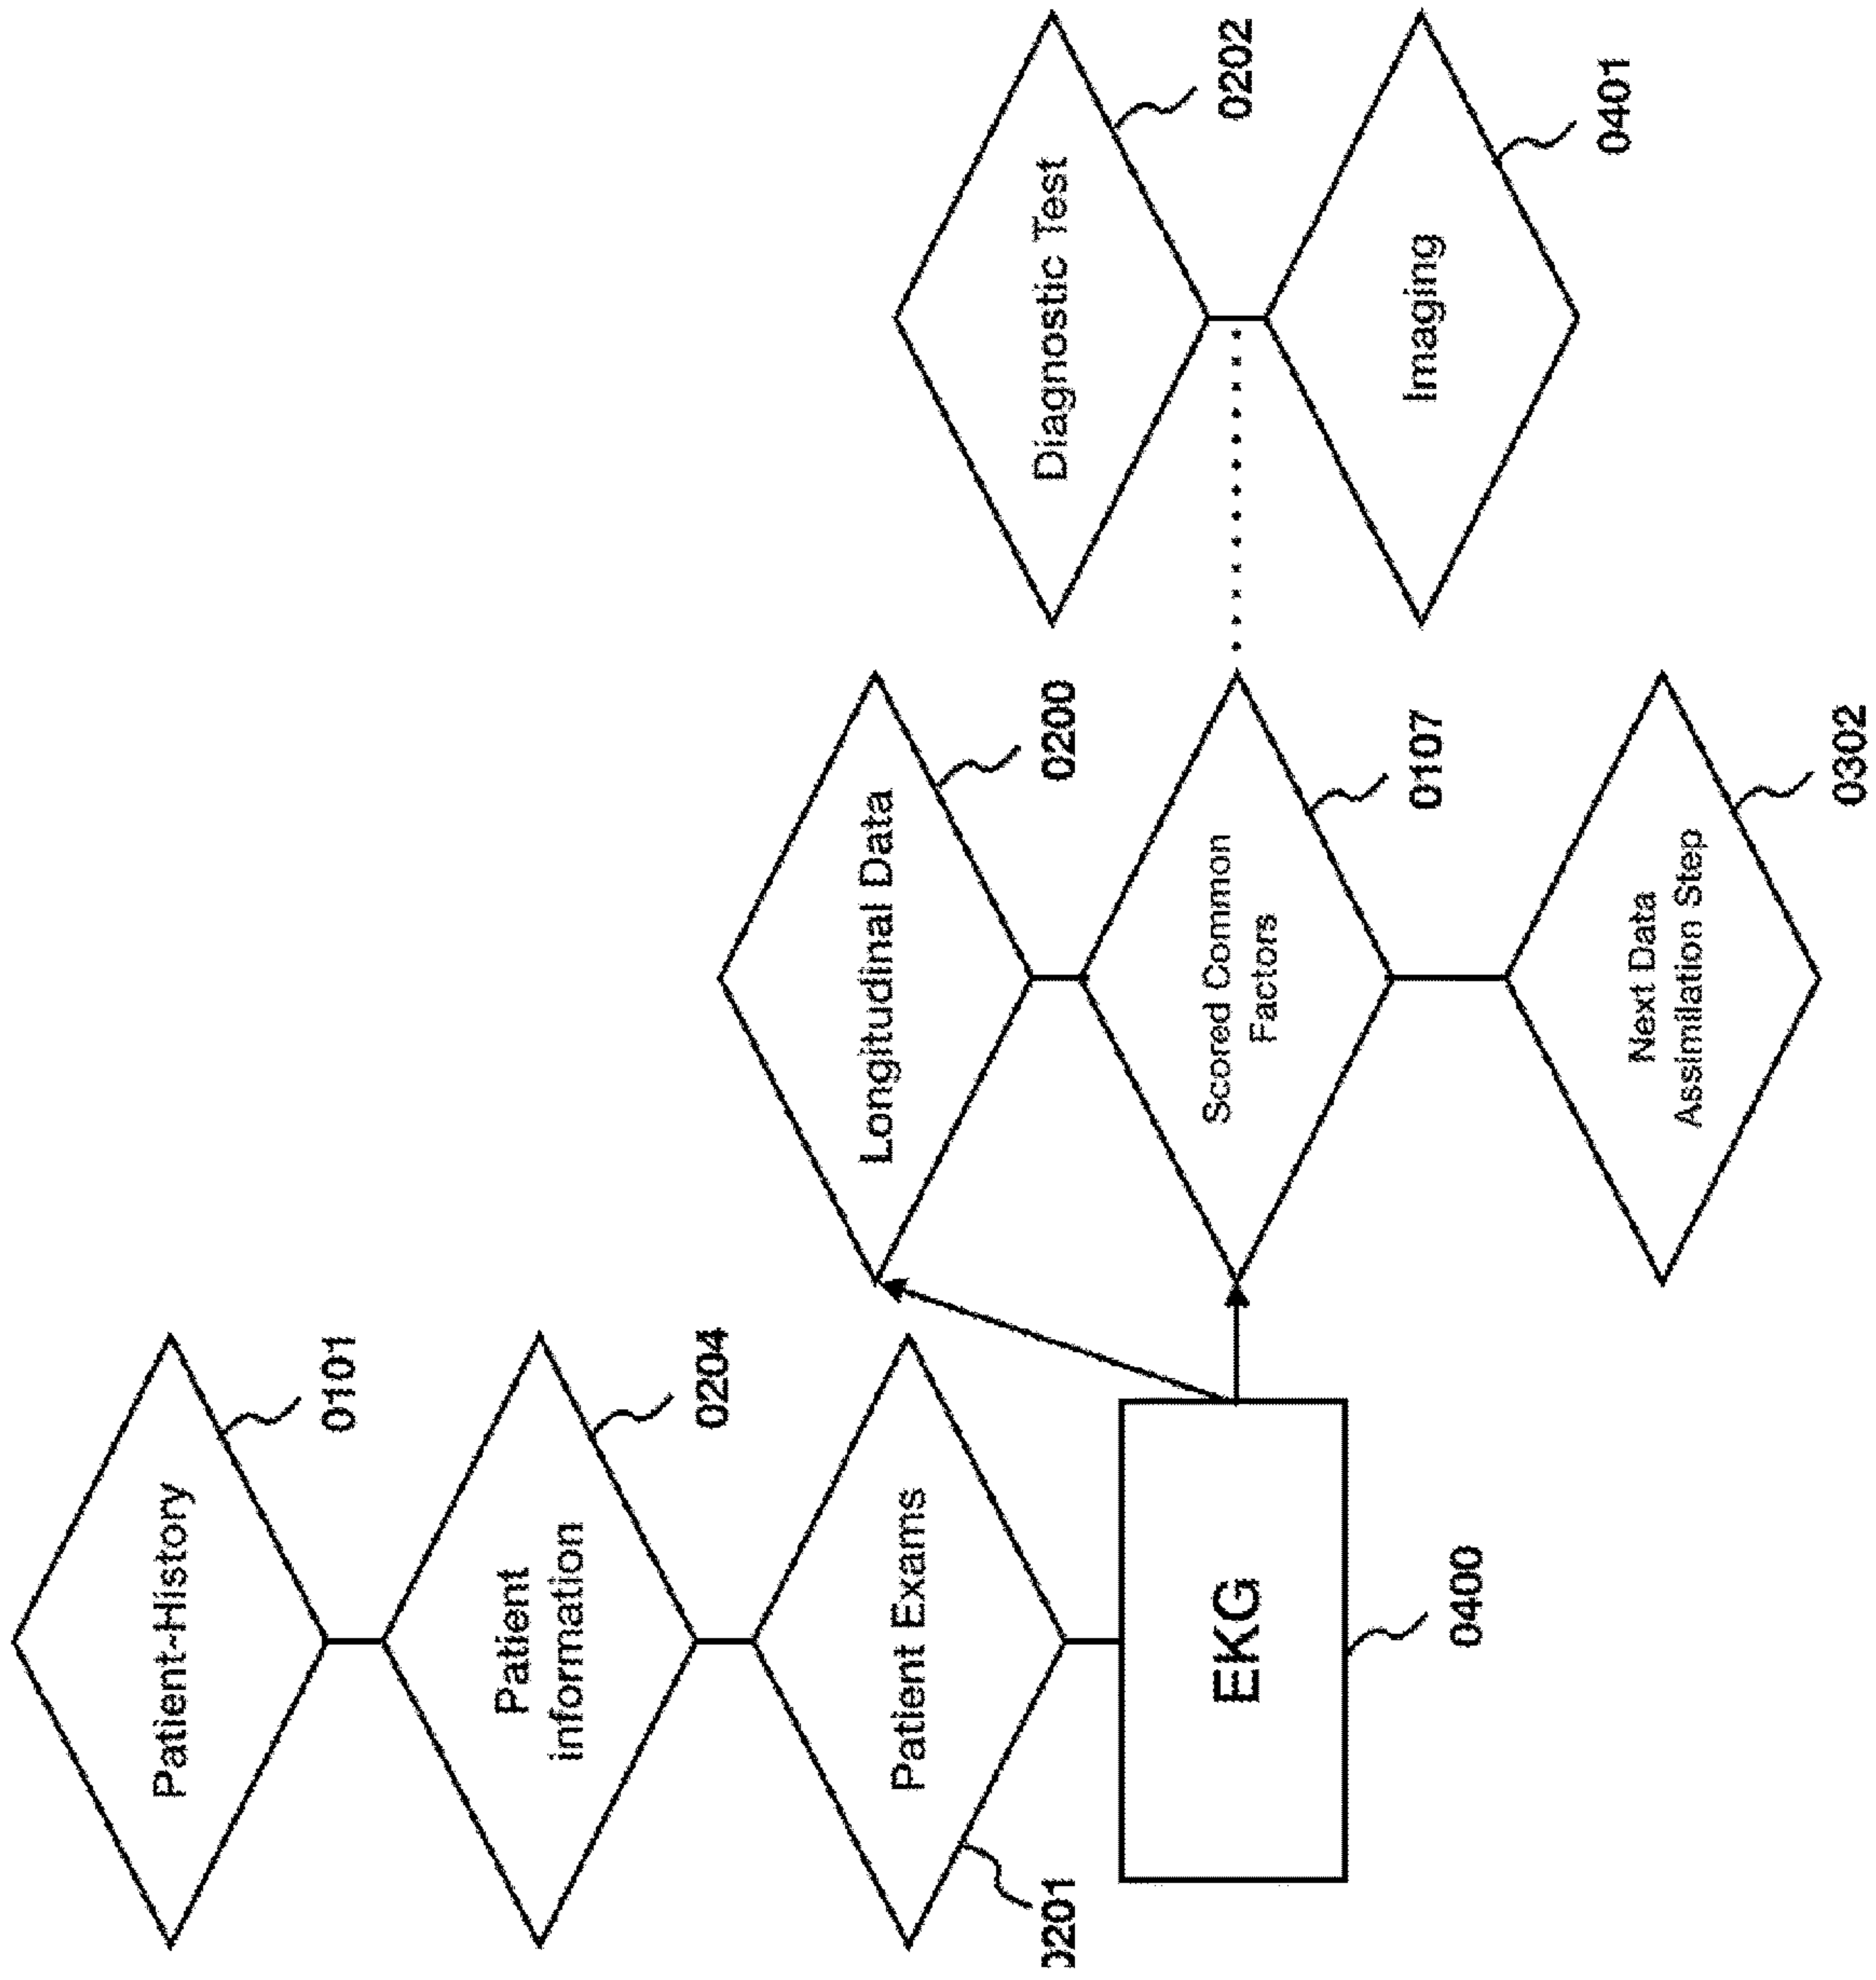 Patient-History
0101
Patient
information
0204
Patient Exams
0201
EKG
0400
Longitudinal Data
0200
Scored Common
Factors
0107
Next Data
Assimilation Step
0302
Diagnostic Test
0202
Imaging
0401